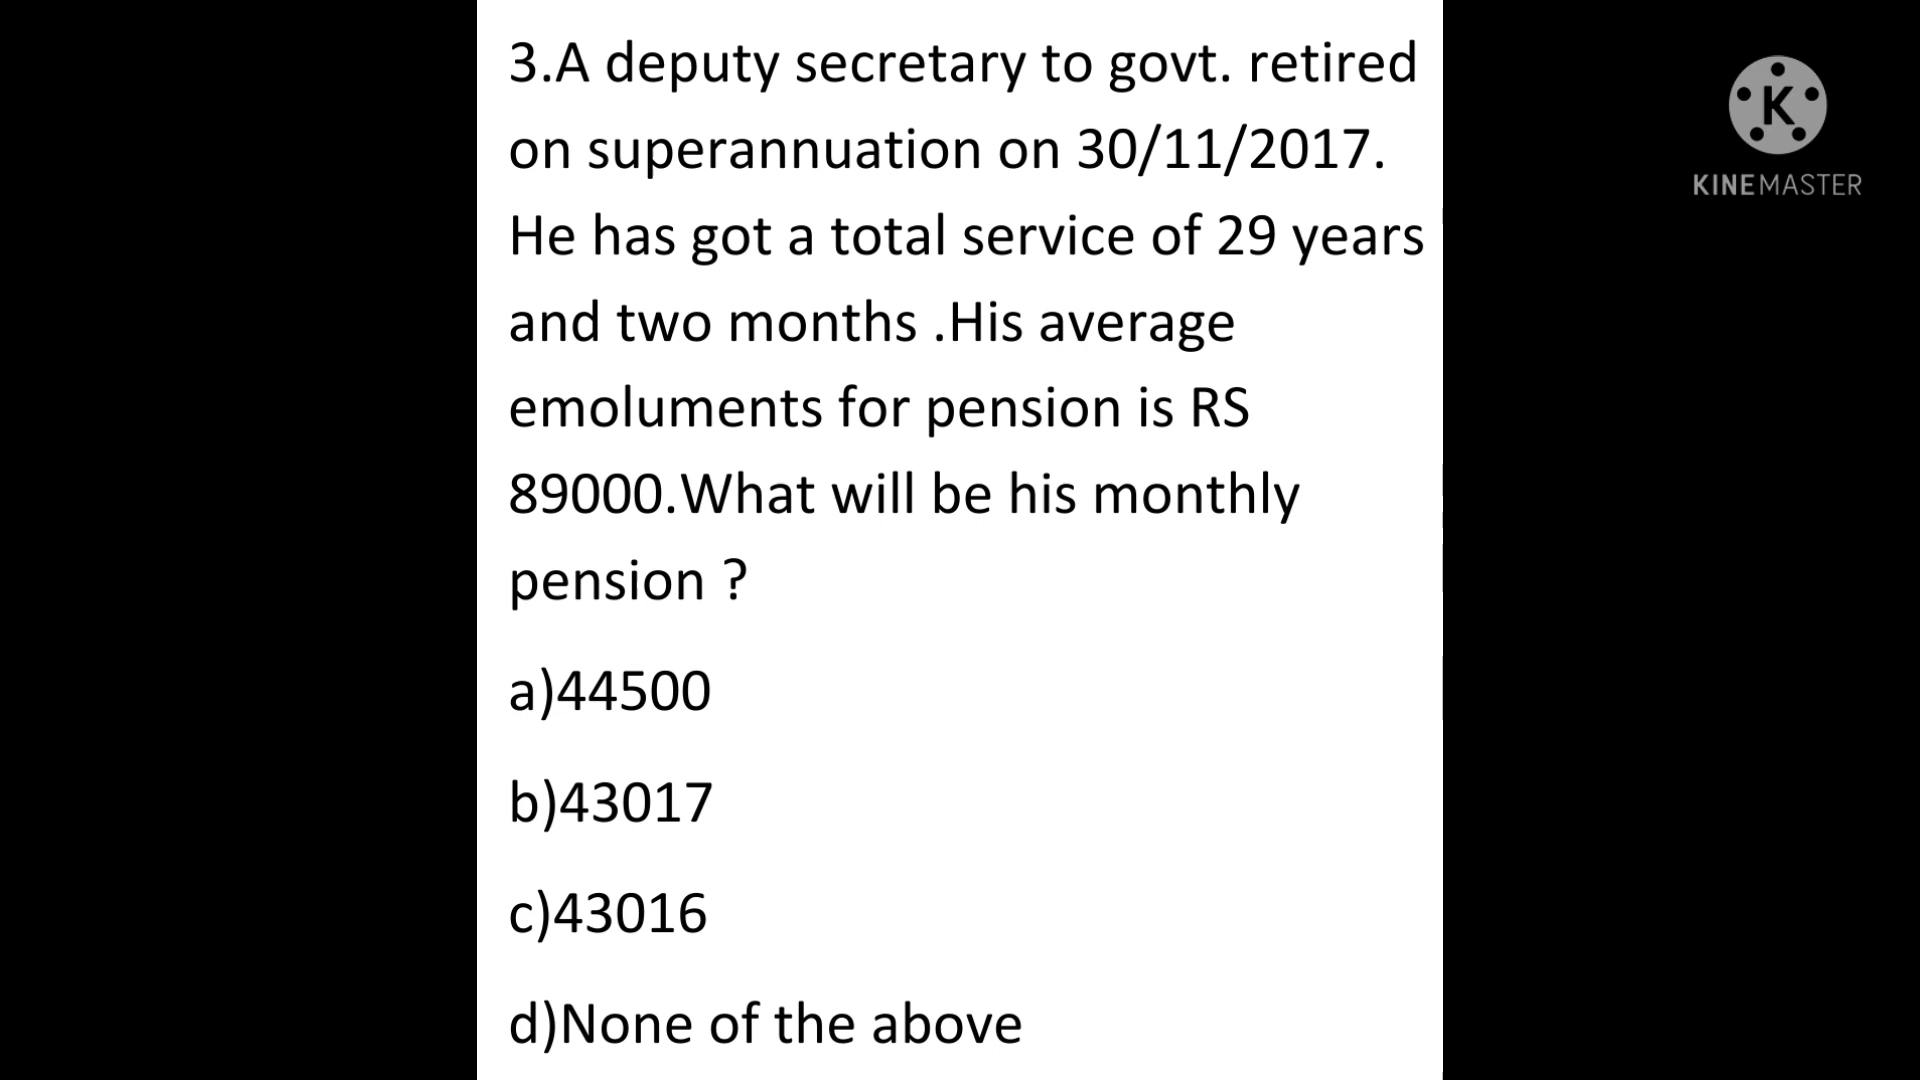 3.A deputy secretary to govt. retired
on superannuation on 30/11/2017.
He has got a total service of 29 years
and two months .His average
emoluments for pension is RS
89000.What will be his monthly
pension ?
a)44500
b)43017
c)43016
d)None of the above
K
KINEMASTER